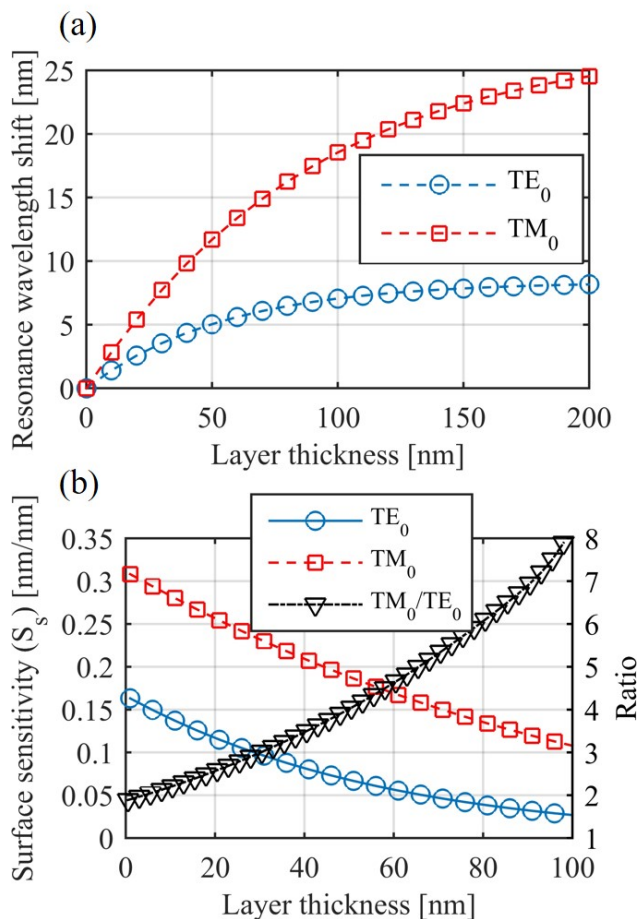 (a)
Resonance wavelength shift [nm]
25
20
15
10
5
0
TE₀
TM₀
0 50 100 150 200
Layer thickness [nm]
(b)
Surface sensitivity (Sₛ) [nm/nm]
TE₀
TM₀
TM₀/TE₀
0.35
0.3
0.25
0.2
0.15
0.1
0.05
0
8
7
6
5
4
3
2
1
Ratio
0 20 40 60 80 100
Layer thickness [nm]